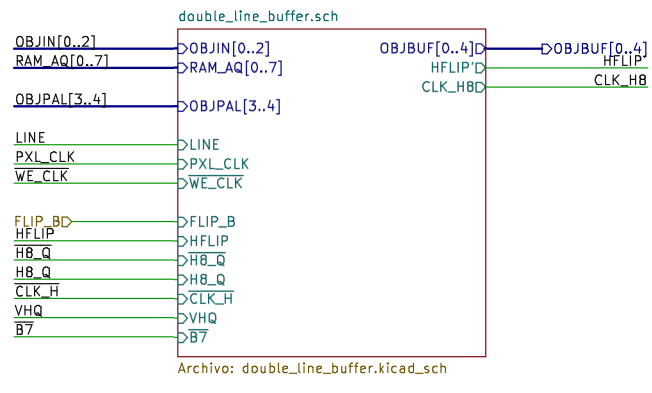 double_line_buffer.sch
OBJIN[0..2] OBJIN[0..2] OBJBUF[0..4] OBJBUF[0..4]
RAM_AQ[0..7] RAM_AQ[0..7] HFLIP' HFLIP'
CLK_H8 CLK_H8
OBJPAL[3..4] OBJPAL[3..4]
LINE LINE
PXL_CLK PXL_CLK
WE_CLK WE_CLK
FLIP_B FLIP_B
HFLIP HFLIP
H8_Q H8_Q
H8_Q H8_Q
CLK_H CLK_H
VHQ VHQ
B7 B7
Archivo: double_line_buffer.kicad_sch